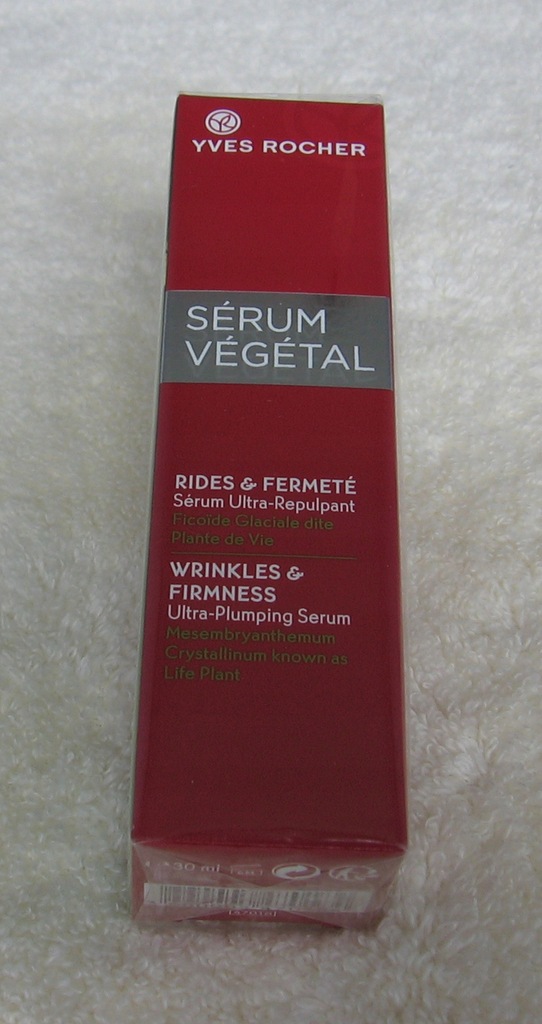 YVES ROCHER
SÉRUM
VÉGÉTAL
RIDES & FERMETÉ
Sérum Ultra-Repulpant
Ficoïde Glaciale dite
Plante de Vie
WRINKLES &
FIRMNESS
Ultra-Plumping Serum
Mesembryanthemum
Crystallinum known as
Life Plant
30 ml